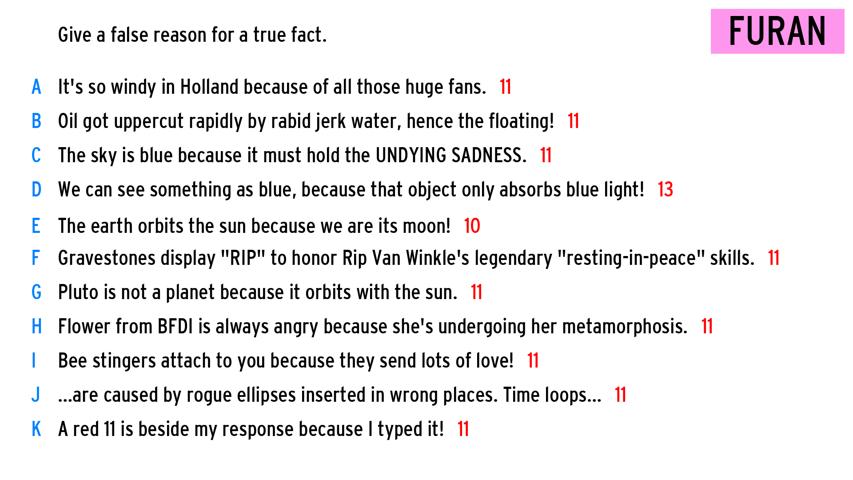 Give a false reason for a true fact.
FURAN
A It's so windy in Holland because of all those huge fans. 11
B Oil got uppercut rapidly by rabid jerk water, hence the floating! 11
C The sky is blue because it must hold the UNDYING SADNESS. 11
D We can see something as blue, because that object only absorbs blue light! 13
E The earth orbits the sun because we are its moon! 10
F Gravestones display "RIP" to honor Rip Van Winkle's legendary "resting-in-peace" skills. 11
G Pluto is not a planet because it orbits with the sun. 11
H Flower from BFDI is always angry because she's undergoing her metamorphosis. 11
I Bee stingers attach to you because they send lots of love! 11
J ...are caused by rogue ellipses inserted in wrong places. Time loops... 11
K A red 11 is beside my response because I typed it! 11